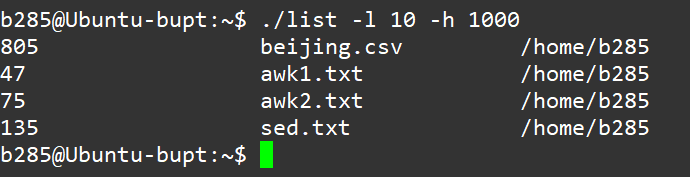 b285@Ubuntu-bupt:~$ ./list -l 10 -h 1000
805 beijing.csv /home/b285
47 awk1.txt /home/b285
75 awk2.txt /home/b285
135 sed.txt /home/b285
b285@Ubuntu-bupt:~$